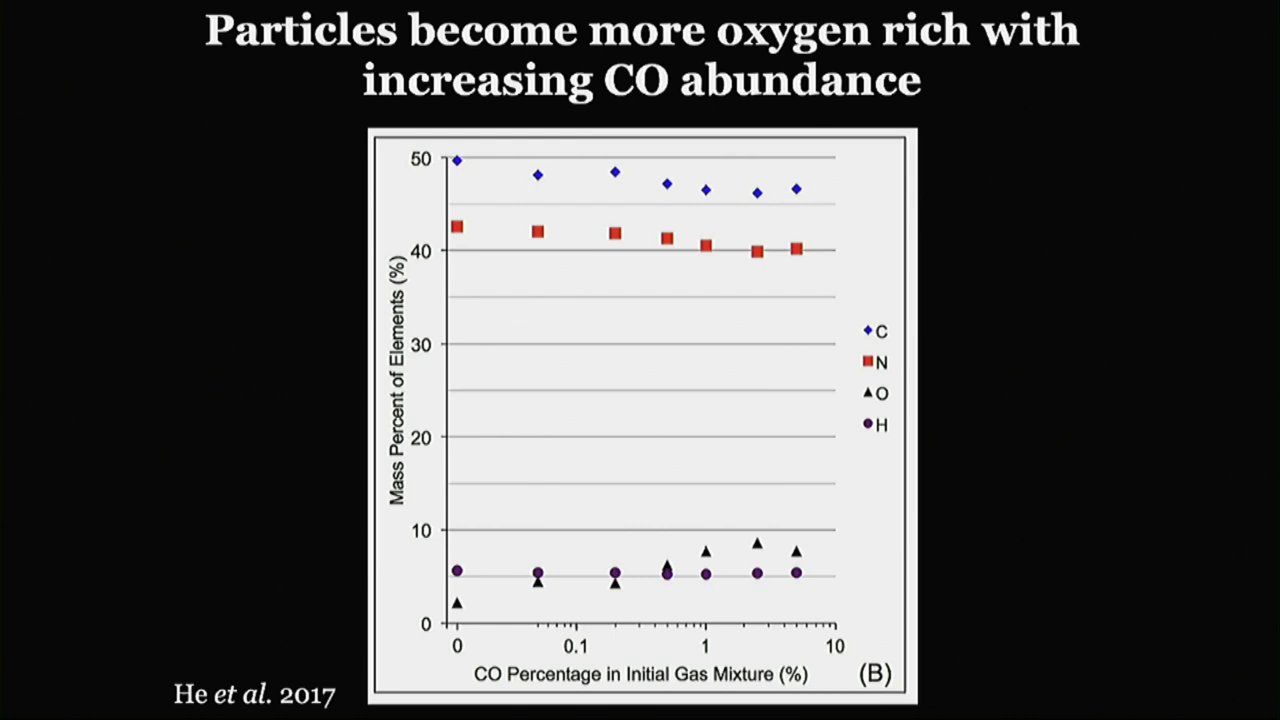 Particles become more oxygen rich with
increasing CO abundance
50
40
30
20
10
0
Mass Percent of Elements (%)
C
N
O
H
0 0.1 1 10
CO Percentage in Initial Gas Mixture (%)
(B)
He et al. 2017